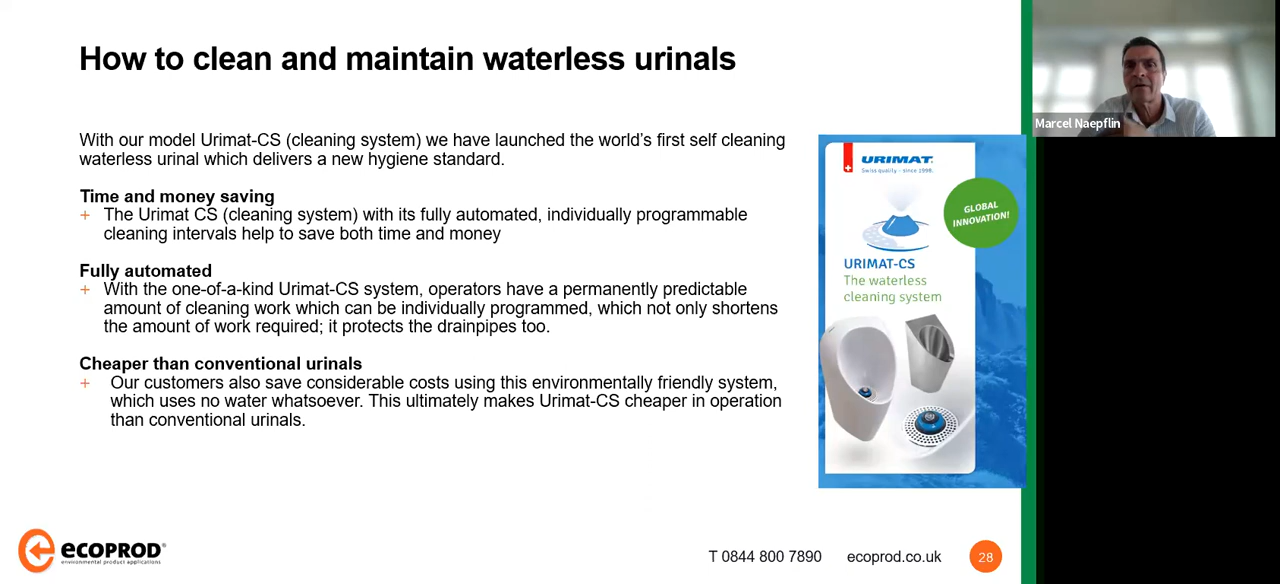 How to clean and maintain waterless urinals
Marcel Naepflin
With our model Urimat-CS (cleaning system) we have launched the world's first self cleaning
waterless urinal which delivers a new hygiene standard.
Time and money saving
+ The Urimat CS (cleaning system) with its fully automated, individually programmable
cleaning intervals help to save both time and money
Fully automated
+ With the one-of-a-kind Urimat-CS system, operators have a permanently predictable
amount of cleaning work which can be individually programmed, which not only shortens
the amount of work required; it protects the drainpipes too.
Cheaper than conventional urinals
+ Our customers also save considerable costs using this environmentally friendly system,
which uses no water whatsoever. This ultimately makes Urimat-CS cheaper in operation
than conventional urinals.
URIMAT
Swiss quality - since 1998.
GLOBAL
INNOVATION!
URIMAT-CS
The waterless
cleaning system
ecoprod®
environmental product applications
T 0844 800 7890
ecoprod.co.uk
28